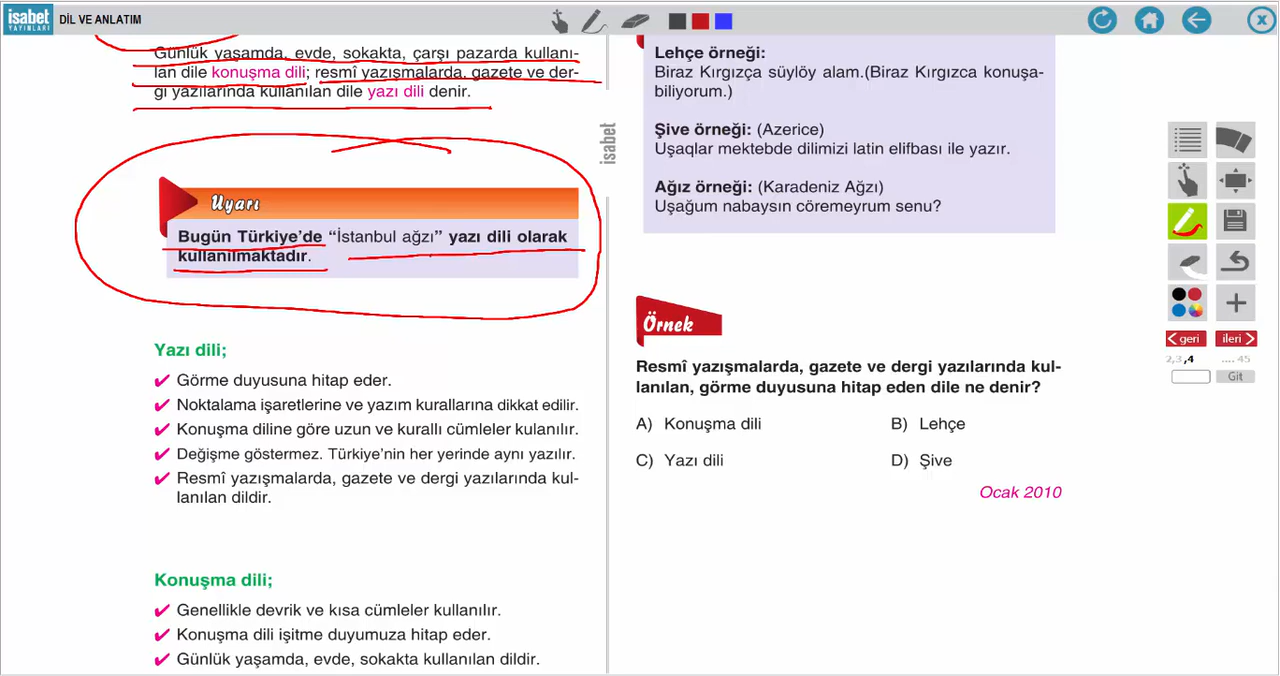 isabet
YAYINLARI
DİL VE ANLATIM
Günlük yaşamda, evde, sokakta, çarşı pazarda kullanı-
lan dile konuşma dili; resmî yazışmalarda, gazete ve der-
gi yazılarında kullanılan dile yazı dili denir.
Uyarı
Bugün Türkiye'de “İstanbul ağzı” yazı dili olarak
kullanılmaktadır.
Yazı dili;
✔ Görme duyusuna hitap eder.
✔ Noktalama işaretlerine ve yazım kurallarına dikkat edilir.
✔ Konuşma diline göre uzun ve kurallı cümleler kulanılır.
✔ Değişme göstermez. Türkiye'nin her yerinde aynı yazılır.
✔ Resmî yazışmalarda, gazete ve dergi yazılarında kul-
lanılan dildir.
Konuşma dili;
✔ Genellikle devrik ve kısa cümleler kullanılır.
✔ Konuşma dili işitme duyumuza hitap eder.
✔ Günlük yaşamda, evde, sokakta kullanılan dildir.
isabet
Lehçe örneği:
Biraz Kırgızça süylöy alam.(Biraz Kırgızca konuşa-
biliyorum.)
Şive örneği: (Azerice)
Uşaqlar mektebde dilimizi latin elifbası ile yazır.
Ağız örneği: (Karadeniz Ağzı)
Uşağum nabaysın cöremeyrum senu?
Örnek
Resmî yazışmalarda, gazete ve dergi yazılarında kul-
lanılan, görme duyusuna hitap eden dile ne denir?
A) Konuşma dili
B) Lehçe
C) Yazı dili
D) Şive
Ocak 2010
geri
ileri
2,3,4
.... 45
Git